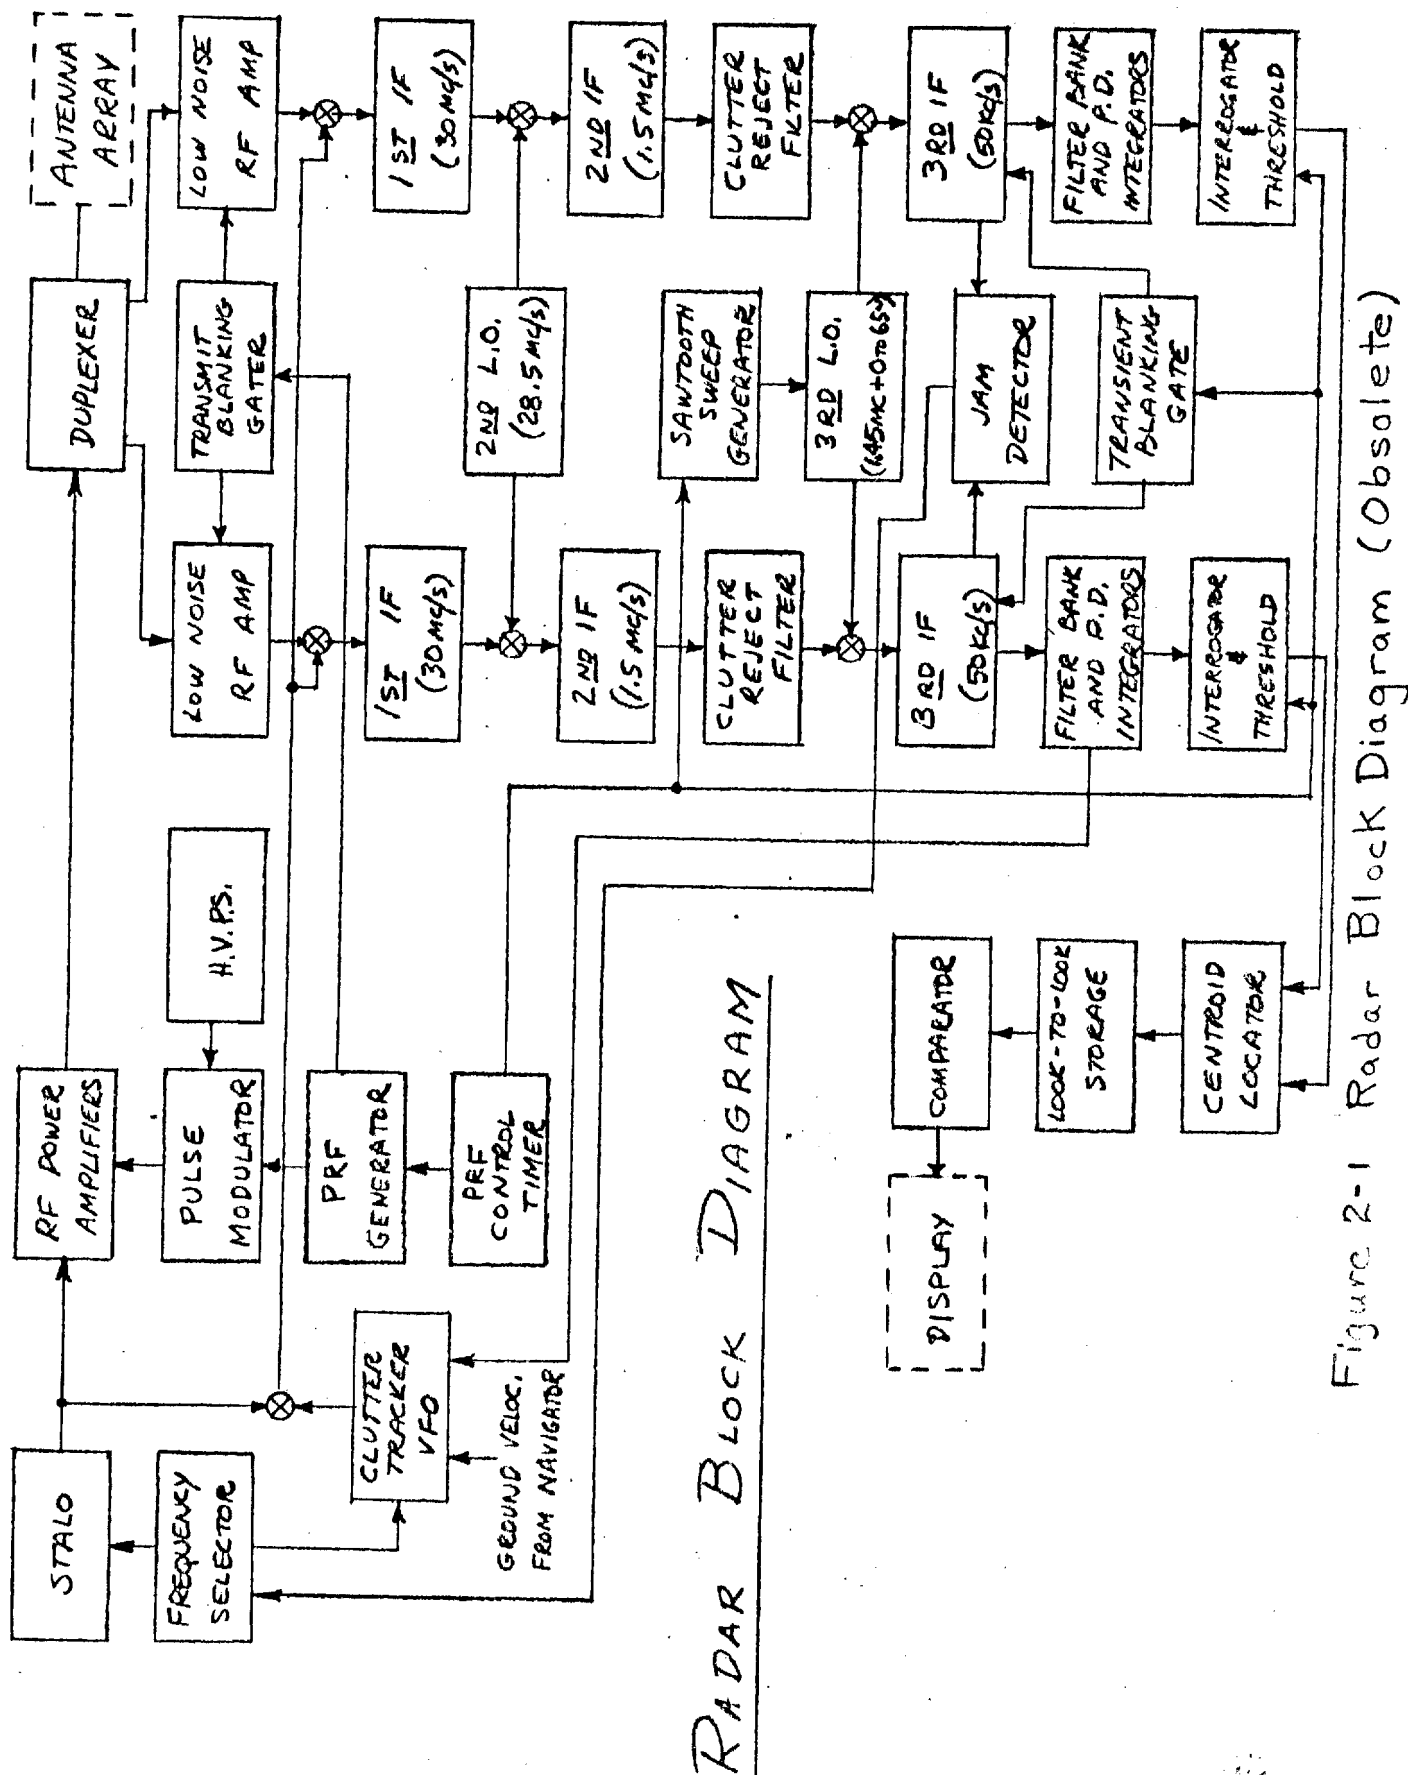 STALO
RF POWER
AMPLIFIERS
DUPLEXER
ANTENNA
ARRAY
FREQUENCY
SELECTOR
PULSE
MODULATOR
H.V.P.S.
LOW NOISE
RF AMP
TRANSMIT
BLANKING
GATER
LOW NOISE
RF AMP
CLUTTER
TRACKER
VFO
PRF
GENERATOR
1ST IF
(30 MC/S)
1ST IF
(30 MC/S)
GROUND VELOC.
FROM NAVIGATOR
PRF
CONTROL
TIMER
2ND L.O.
(28.5 MC/S)
2ND IF
(1.5 MC/S)
2ND IF
(1.5 MC/S)
CLUTTER
REJECT
FILTER
SAWTOOTH
SWEEP
GENERATOR
CLUTTER
REJECT
FILTER
RADAR BLOCK DIAGRAM
3RD L.O.
DISPLAY
COMPARATOR
3RD IF
(50KC/S)
JAM
DETECTOR
3RD IF
(50KC/S)
LOOK-TO-LOOK
STORAGE
FILTER BANK
AND P.D.
INTEGRATORS
TRANSIENT
BLANKING
GATE
FILTER BANK
AND P.D.
INTEGRATORS
CENTROID
LOCATOR
INTERROGATOR
&
THRESHOLD
INTERROGATOR
&
THRESHOLD
Figure 2-1 Radar Block Diagram (Obsolete)